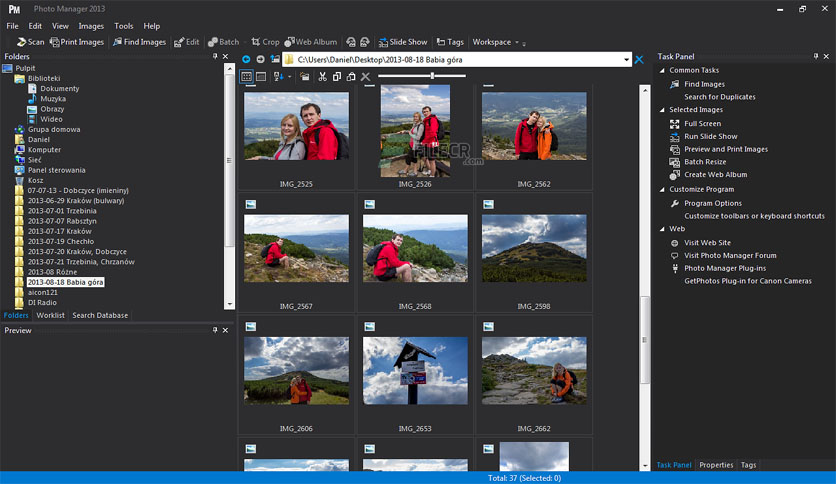 PM Photo Manager 2013
File Edit View Images Tools Help
Scan Print Images Find Images Edit Batch Crop Web Album Slide Show Tags Workspace
Folders
Pulpit
Biblioteki
Dokumenty
Muzyka
Obrazy
Wideo
Grupa domowa
Daniel
Komputer
Sieć
Panel sterowania
Kosz
07-07-13 - Dobczyce (imieniny)
2013-06-29 Kraków (bulwary)
2013-07-01 Trzebinia
2013-07-07 Rabsztyn
2013-07-17 Kraków
2013-07-19 Chechło
2013-07-20 Kraków, Dobczyce
2013-07-21 Trzebinia, Chrzanów
2013-08 Różne
2013-08-18 Babia góra
aicon121
DI Radio
Folders Worklist Search Database
Preview
C:\Users\Daniel\Desktop\2013-08-18 Babia góra
FILECR
.com
IMG_2525 IMG_2526 IMG_2562
IMG_2567 IMG_2568 IMG_2598
IMG_2606 IMG_2653 IMG_2662
Task Panel
Common Tasks
Find Images
Search for Duplicates
Selected Images
Full Screen
Run Slide Show
Preview and Print Images
Batch Resize
Create Web Album
Customize Program
Program Options
Customize toolbars or keyboard shortcuts
Web
Visit Web Site
Visit Photo Manager Forum
Photo Manager Plug-ins
GetPhotos Plug-in for Canon Cameras
Task Panel Properties Tags
Total: 37 (Selected: 0)